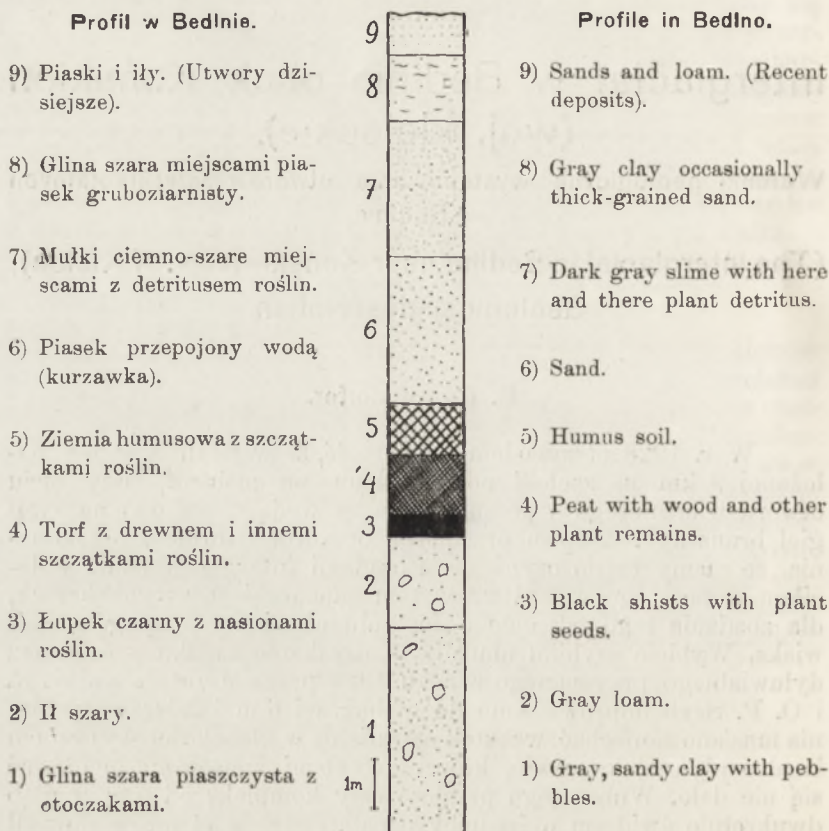 Profil w Bedlnie.
9) Piaski i iły. (Utwory dzi-
siejsze).
8) Glina szara miejscami pia-
sek gruboziarnisty.
7) Mułki ciemno-szare miej-
scami z detritusem roślin.
6) Piasek przepojony wodą
(kurzawka).
5) Ziemia humusowa z szcząt-
kami roślin.
4) Torf z drewnem i innemi
szczątkami roślin.
3) Łupek czarny z nasionami
roślin.
2) Ił szary.
1) Glina szara piaszczysta z
otoczakami.
9
8
7
6
5
4
3
2
1
1m
Profile in Bedlno.
9) Sands and loam. (Recent
deposits).
8) Gray clay occasionally
thick-grained sand.
7) Dark gray slime with here
and there plant detritus.
6) Sand.
5) Humus soil.
4) Peat with wood and other
plant remains.
3) Black shists with plant
seeds.
2) Gray loam.
1) Gray, sandy clay with peb-
bles.